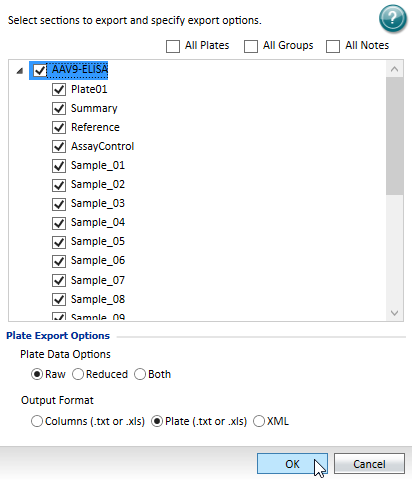 Select sections to export and specify export options.
?
All Plates All Groups All Notes
AAV9-ELISA
Plate01
Summary
Reference
AssayControl
Sample_01
Sample_02
Sample_03
Sample_04
Sample_05
Sample_06
Sample_07
Sample_08
Sample_09
Plate Export Options
Plate Data Options
Raw Reduced Both
Output Format
Columns (.txt or .xls) Plate (.txt or .xls) XML
OK Cancel